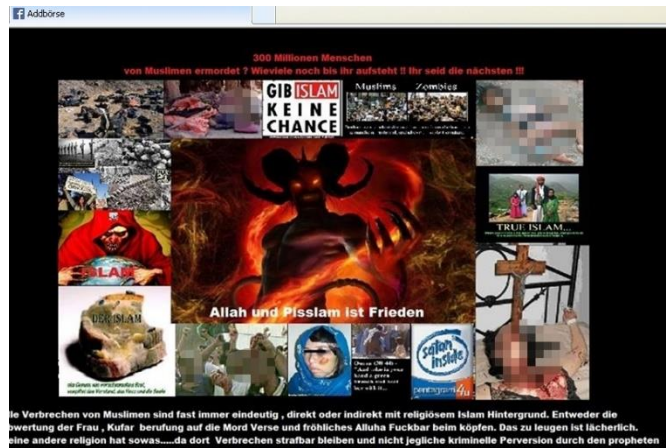 Addbörse
300 Millionen Menschen
von Muslimen ermordet ? Wieviele noch bis ihr aufsteht !! Ihr seid die nächsten !!!
GIB ISLAM
KEINE
CHANCE
Muslims Zombies
TRUE ISLAM...
ISLAM
DER ISLAM
Allah und Pisslam ist Frieden
satan
inside
pentagram4u
le Verbrechen von Muslimen sind fast immer eindeutig , direkt oder indirekt mit religiösem Islam Hintergrund. Entweder die
bwertung der Frau , Kufar berufung auf die Mord Verse und fröhliches Alluha Fuckbar beim köpfen. Das zu leugen ist lächerlich.
eine andere religion hat sowas.....da dort Verbrechen strafbar bleiben und nicht jegliche kriminelle Perversion durch den propheten